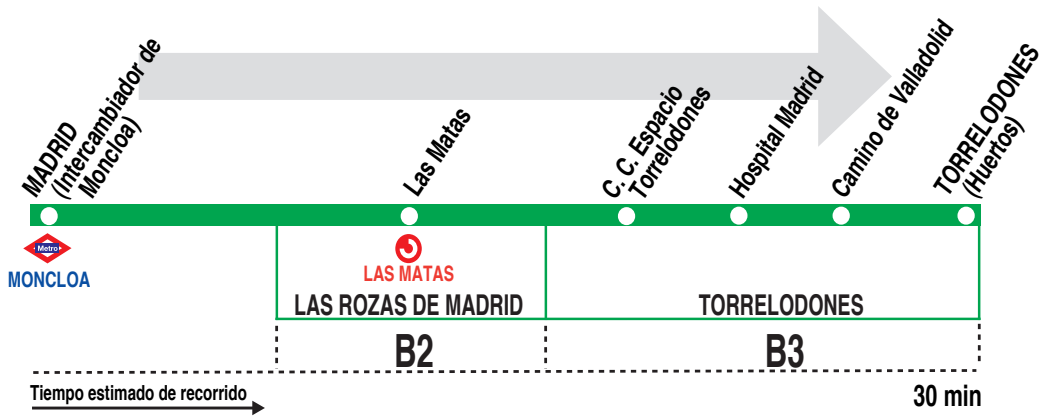 MADRID
(Intercambiador de
Moncloa)
Las Matas
C. C. Espacio
Torrelodones
Hospital Madrid
Camino de Valladolid
TORRELODONES
(Huertos)
Metro
MONCLOA
LAS MATAS
LAS ROZAS DE MADRID
TORRELODONES
B2
B3
Tiempo estimado de recorrido
30 min